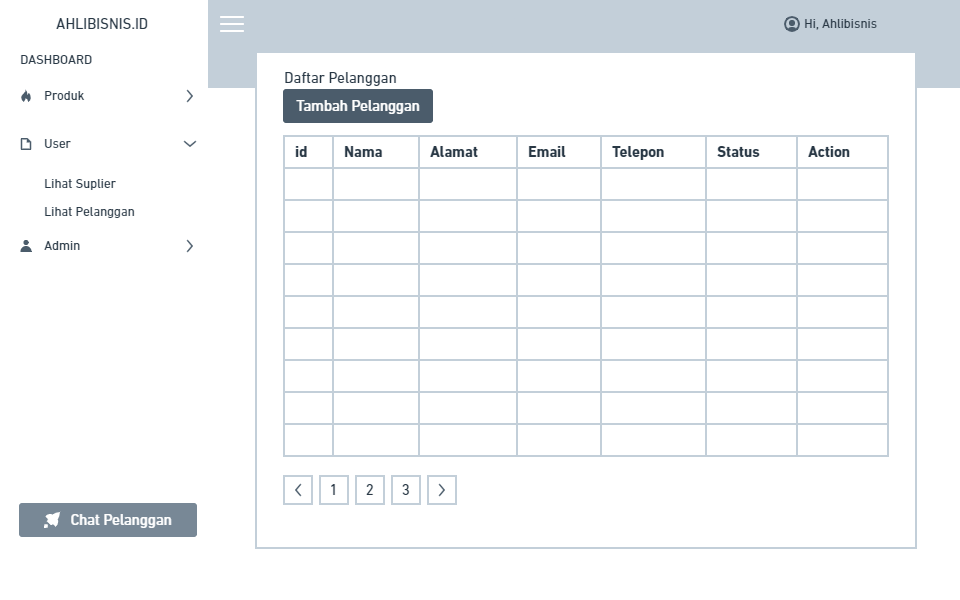 AHLIBISNIS.ID
Hi, Ahlibisnis
DASHBOARD
Produk
User
Lihat Suplier
Lihat Pelanggan
Admin
Chat Pelanggan
Daftar Pelanggan
Tambah Pelanggan
id Nama Alamat Email Telepon Status Action
1 2 3